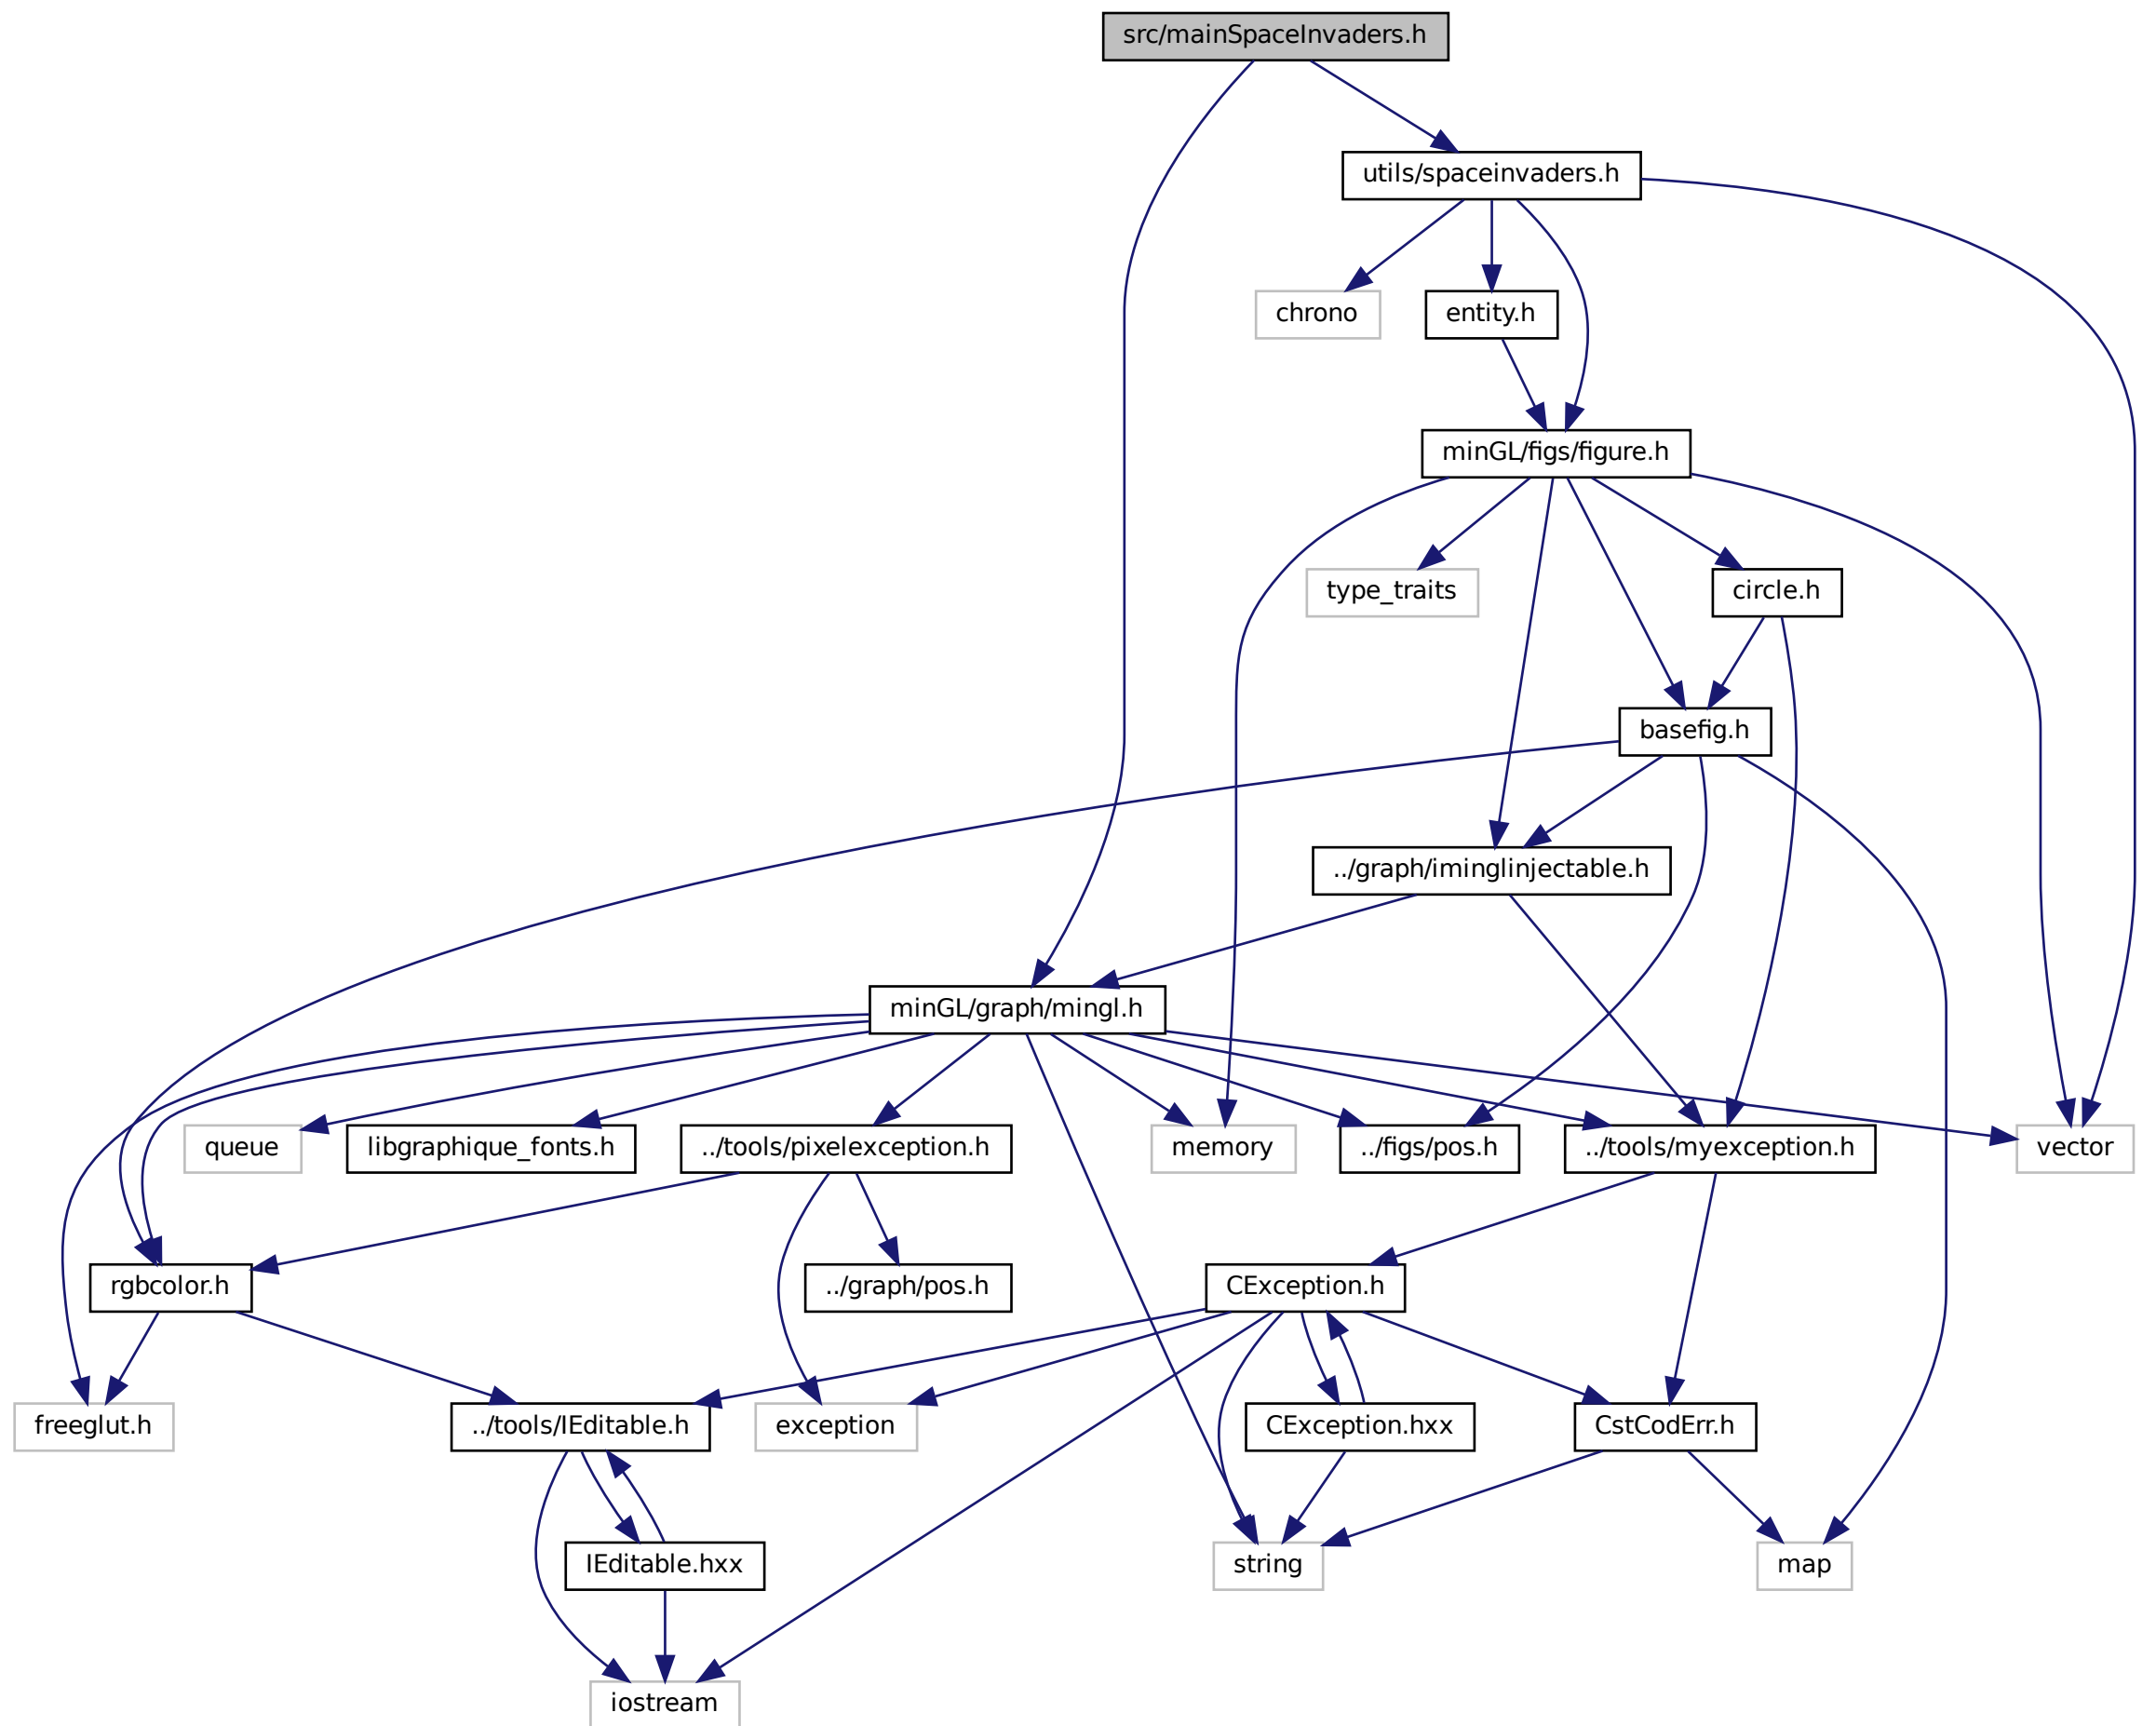 src/mainSpaceInvaders.h
utils/spaceinvaders.h
chrono
entity.h
minGL/figs/figure.h
type_traits
circle.h
basefig.h
../graph/iminglinjectable.h
minGL/graph/mingl.h
queue
libgraphique_fonts.h
../tools/pixelexception.h
memory
../figs/pos.h
../tools/myexception.h
vector
rgbcolor.h
../graph/pos.h
CException.h
freeglut.h
../tools/IEditable.h
exception
CException.hxx
CstCodErr.h
IEditable.hxx
string
map
iostream